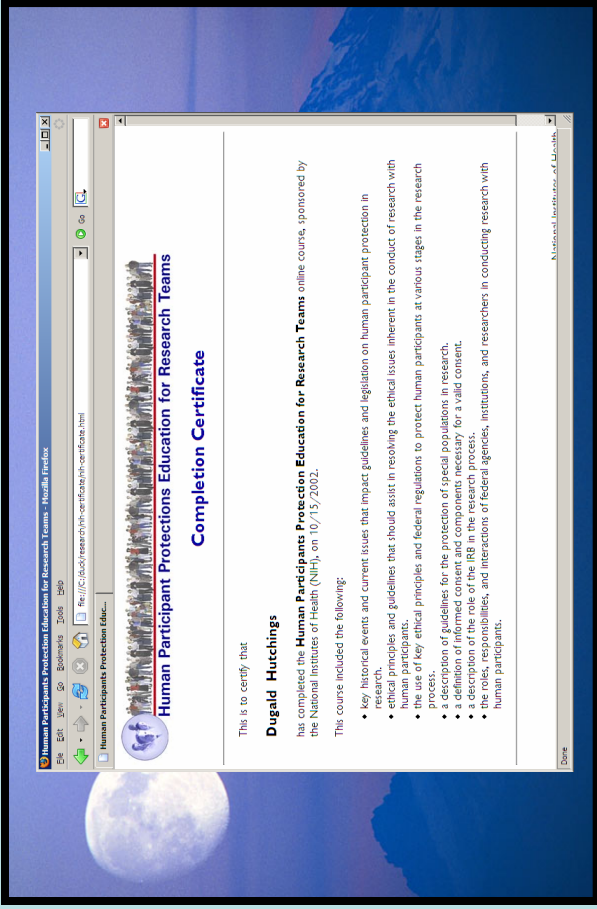 Human Participants Protection Education for Research Teams - Mozilla Firefox
File Edit View Go Bookmarks Tools Help
file:///C:/duck/research/nih-certificate/nih-certificate.html
Go
G
Human Participants Protection Educ...
Human Participant Protections Education for Research Teams
Completion Certificate
This is to certify that
Dugald Hutchings
has completed the Human Participants Protection Education for Research Teams online course, sponsored by
the National Institutes of Health (NIH), on 10/15/2002.
This course included the following:
• key historical events and current issues that impact guidelines and legislation on human participant protection in
research.
• ethical principles and guidelines that should assist in resolving the ethical issues inherent in the conduct of research with
human participants.
• the use of key ethical principles and federal regulations to protect human participants at various stages in the research
process.
• a description of guidelines for the protection of special populations in research.
• a definition of informed consent and components necessary for a valid consent.
• a description of the role of the IRB in the research process.
• the roles, responsibilities, and interactions of federal agencies, institutions, and researchers in conducting research with
human participants.
National Institutes of Health
Done